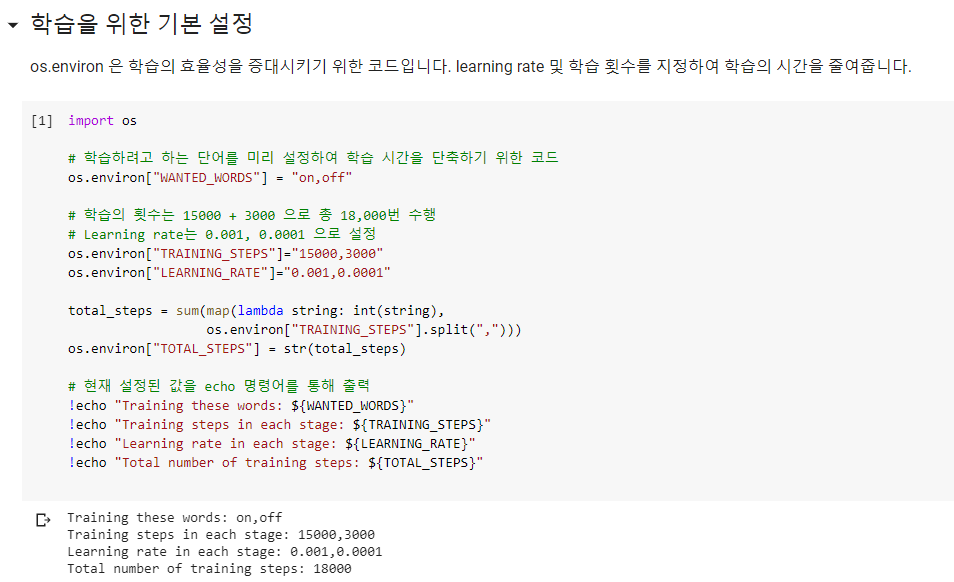 학습을 위한 기본 설정
os.environ 은 학습의 효율성을 증대시키기 위한 코드입니다. learning rate 및 학습 횟수를 지정하여 학습의 시간을 줄여줍니다.
[1] import os
# 학습하려고 하는 단어를 미리 설정하여 학습 시간을 단축하기 위한 코드
os.environ["WANTED_WORDS"] = "on,off"
# 학습의 횟수는 15000 + 3000 으로 총 18,000번 수행
# Learning rate는 0.001, 0.0001 으로 설정
os.environ["TRAINING_STEPS"]="15000,3000"
os.environ["LEARNING_RATE"]="0.001,0.0001"
total_steps = sum(map(lambda string: int(string),
os.environ["TRAINING_STEPS"].split(",")))
os.environ["TOTAL_STEPS"] = str(total_steps)
# 현재 설정된 값을 echo 명령어를 통해 출력
!echo "Training these words: ${WANTED_WORDS}"
!echo "Training steps in each stage: ${TRAINING_STEPS}"
!echo "Learning rate in each stage: ${LEARNING_RATE}"
!echo "Total number of training steps: ${TOTAL_STEPS}"
Training these words: on,off
Training steps in each stage: 15000,3000
Learning rate in each stage: 0.001,0.0001
Total number of training steps: 18000